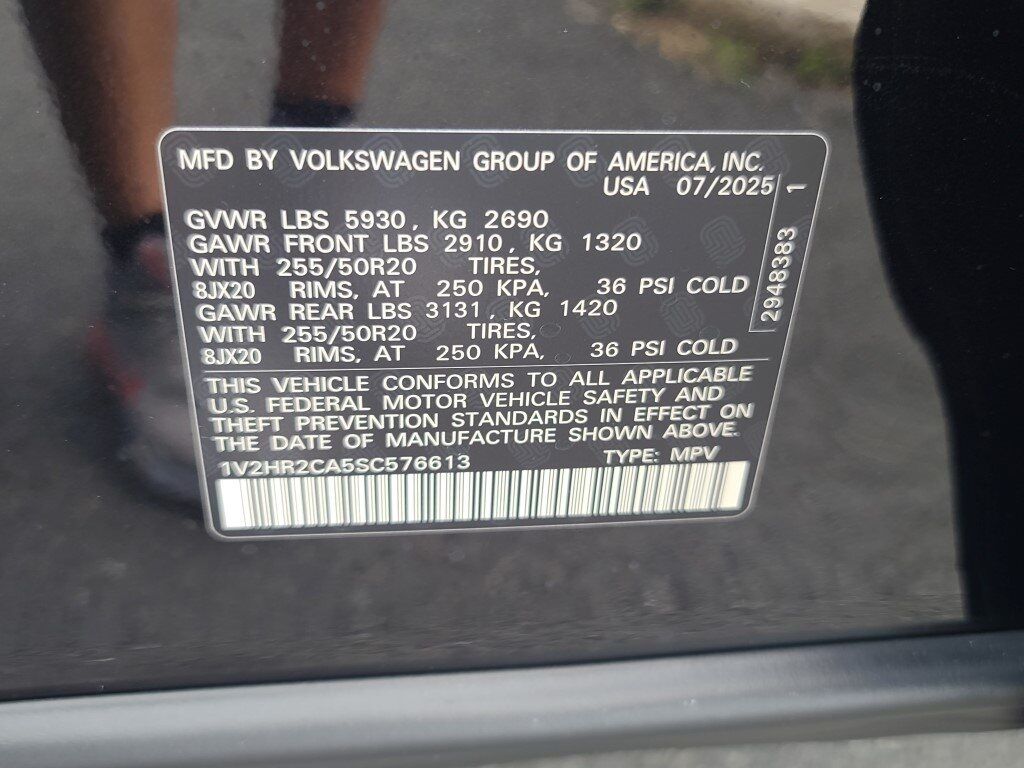 MFD BY VOLKSWAGEN GROUP OF AMERICA, INC.
USA 07/2025
GVWR LBS 5930, KG 2690
GAWR FRONT LBS 2910, KG 1320
WITH 255/50R20 TIRES,
8JX20 RIMS, AT 250 KPA, 36 PSI COLD
GAWR REAR LBS 3131, KG 1420
WITH 255/50R20 TIRES,
8JX20 RIMS, AT 250 KPA, 36 PSI COLD
THIS VEHICLE CONFORMS TO ALL APPLICABLE
U.S. FEDERAL MOTOR VEHICLE SAFETY AND
THEFT PREVENTION STANDARDS IN EFFECT ON
THE DATE OF MANUFACTURE SHOWN ABOVE.
1V2HR2CA5SC576613 TYPE: MPV
2948383 1